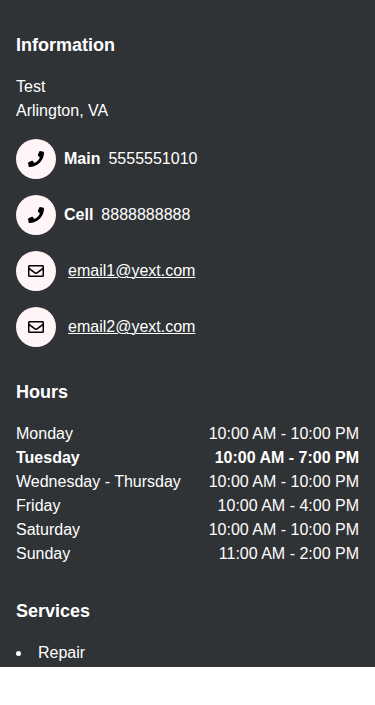 Information
Test
Arlington, VA
Main 5555551010
Cell 8888888888
email1@yext.com
email2@yext.com
Hours
Monday 10:00 AM - 10:00 PM
Tuesday 10:00 AM - 7:00 PM
Wednesday - Thursday 10:00 AM - 10:00 PM
Friday 10:00 AM - 4:00 PM
Saturday 10:00 AM - 10:00 PM
Sunday 11:00 AM - 2:00 PM
Services
• Repair